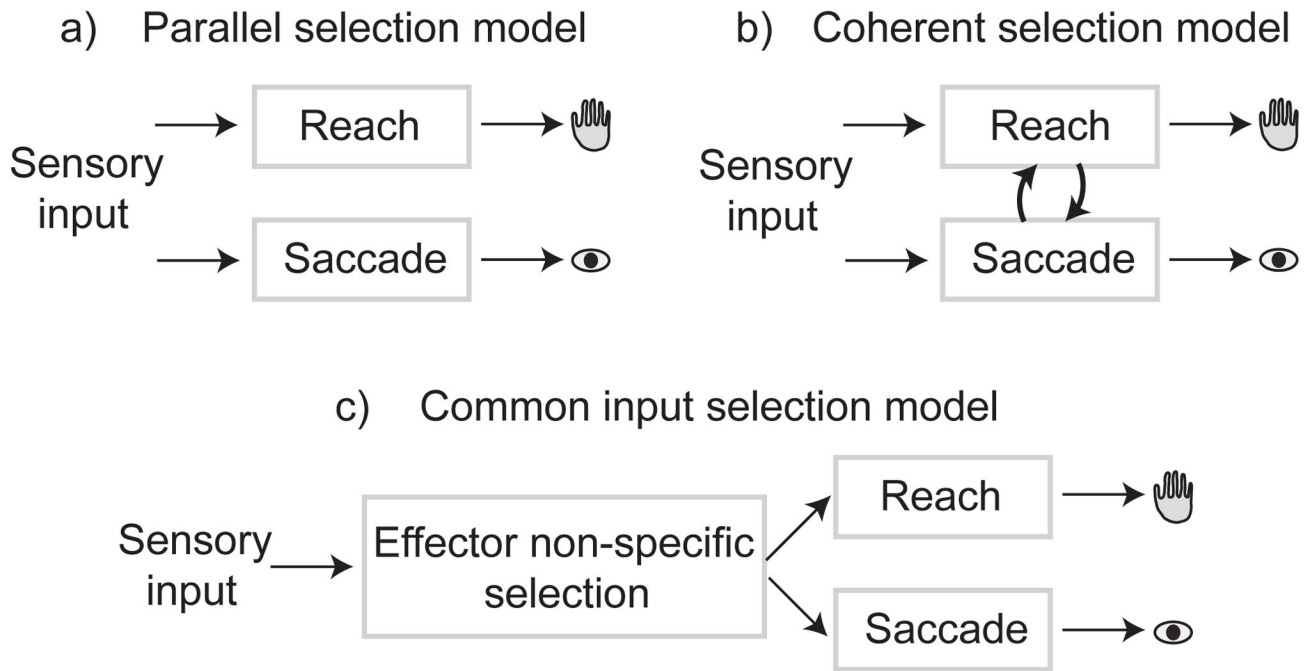 a) Parallel selection model
Reach
Sensory
input
Saccade
b) Coherent selection model
Reach
Sensory
input
Saccade
c) Common input selection model
Reach
Sensory
input
Effector non-specific
selection
Saccade